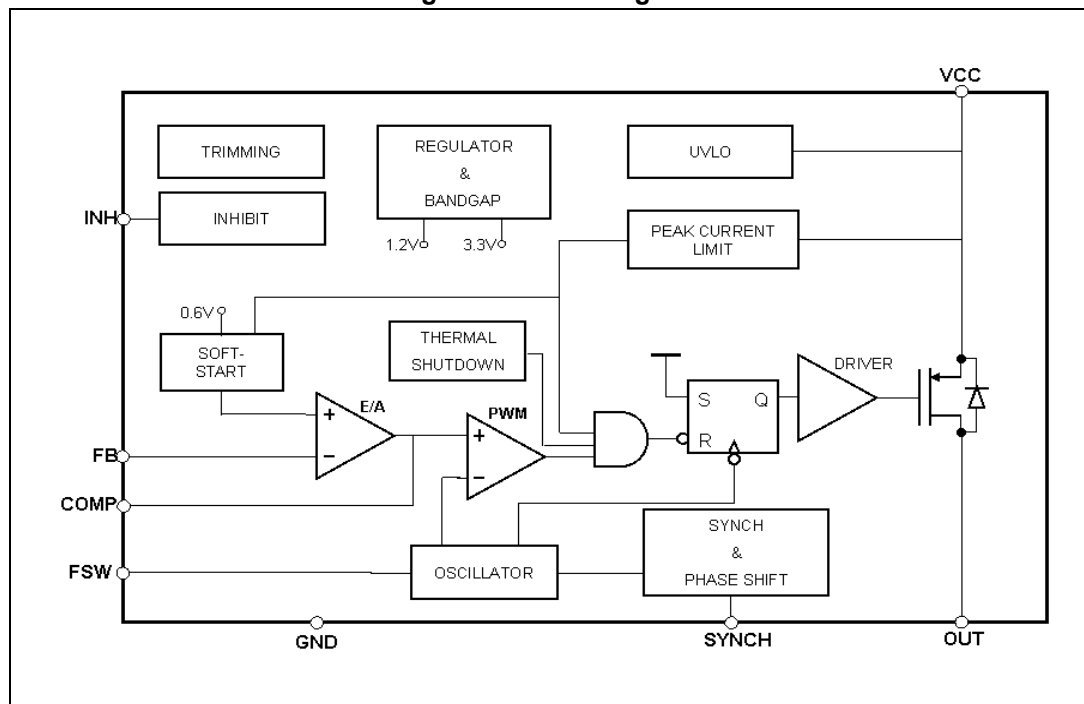 VCC
TRIMMING
REGULATOR
&
BANDGAP
UVLO
INH
INHIBIT
1.2V
3.3V
PEAK CURRENT
LIMIT
0.6V
SOFT-
START
THERMAL
SHUTDOWN
DRIVER
S
Q
R
E/A
+
−
PWM
+
−
FB
COMP
FSW
OSCILLATOR
SYNCH
&
PHASE SHIFT
GND
SYNCH
OUT